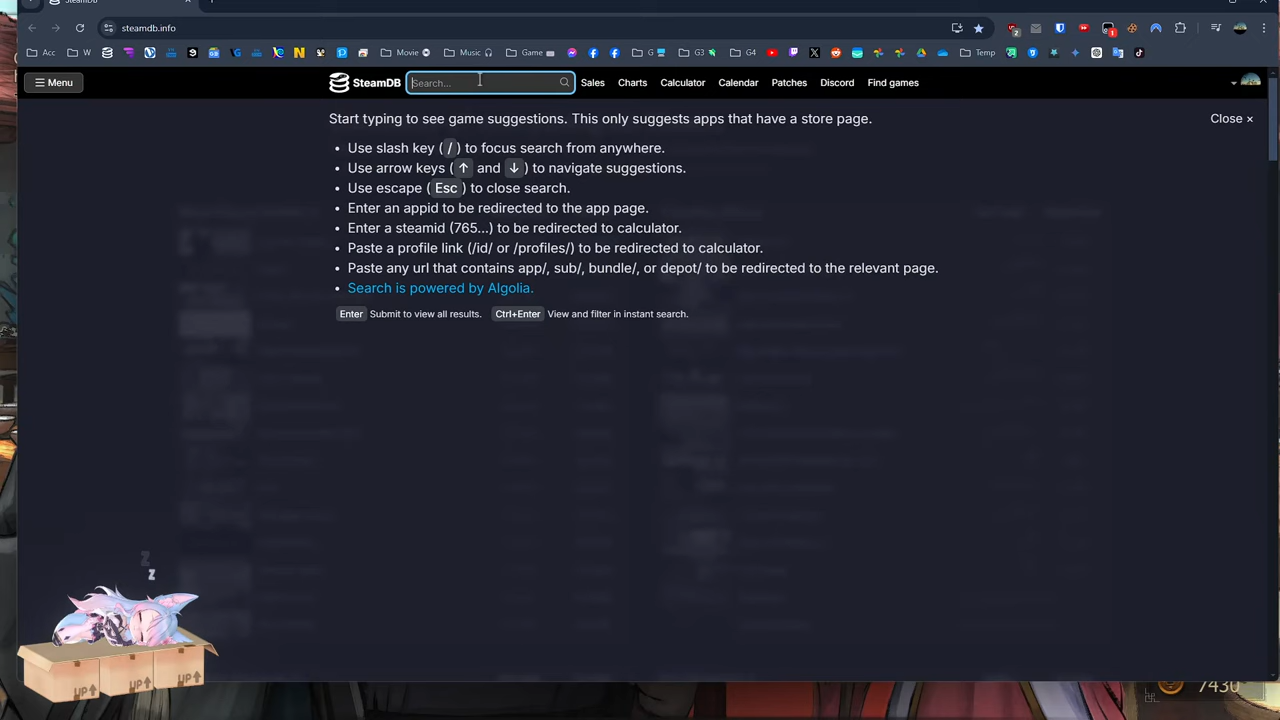 SteamDB
steamdb.info
2
1
Acc
W
Movie
Music
Game
G
G3
G4
Temp
Menu
SteamDB
Search...
Sales
Charts
Calculator
Calendar
Patches
Discord
Find games
Start typing to see game suggestions. This only suggests apps that have a store page.
Close ×
• Use slash key ( / ) to focus search from anywhere.
• Use arrow keys ( ↑ and ↓ ) to navigate suggestions.
• Use escape ( Esc ) to close search.
• Enter an appid to be redirected to the app page.
• Enter a steamid (765...) to be redirected to calculator.
• Paste a profile link (/id/ or /profiles/) to be redirected to calculator.
• Paste any url that contains app/, sub/, bundle/, or depot/ to be redirected to the relevant page.
• Search is powered by Algolia.
Enter Submit to view all results. Ctrl+Enter View and filter in instant search.
Z
Z
UP UP UP
7430